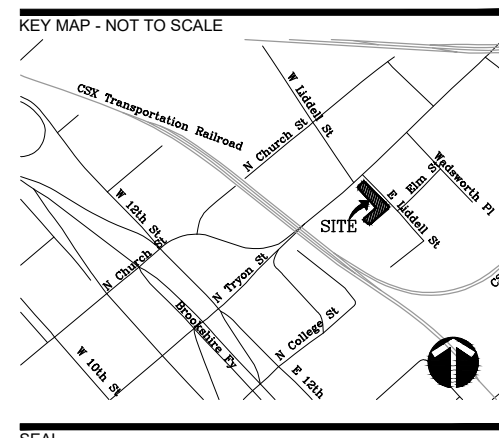 KEY MAP - NOT TO SCALE
CSX Transportation Railroad
W Liddell St
N Church St
Wadsworth Pl
Elm S
E Liddell St
SITE
W 12th St
N Church St
N Tryon St
CS
Brookshire Fy
N College St
W 10th St
E 12th
SEAL